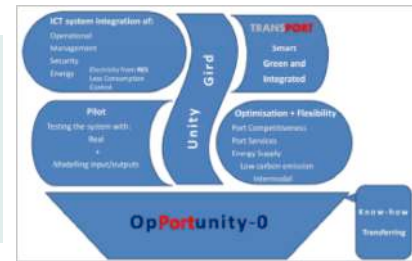 ICT system integration of:
Operational
Management
Security
Energy
Electricity from RES
Less Consumption
Control
TRANSPORT
Smart
Green and
Integrated
Unity Gird
Pilot
Testing the system with:
Real
+
Modelling input/outputs
Optimisation + Flexibility
Port Competitiveness
Port Services
Energy Supply
Low carbon emission
Intermodal
OpPortunity-0
Know-how
Transferring